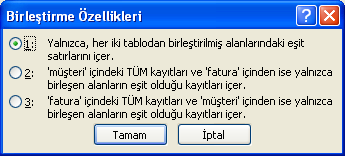 Birleştirme Özellikleri
1: Yalnızca, her iki tablodan birleştirilmiş alanlarındaki eşit
satırlarını içer.
2: 'müşteri' içindeki TÜM kayıtları ve 'fatura' içinden ise yalnızca
birleşen alanların eşit olduğu kayıtları içer.
3: 'fatura' içindeki TÜM kayıtları ve 'müşteri' içinden ise yalnızca
birleşen alanların eşit olduğu kayıtları içer.
Tamam İptal